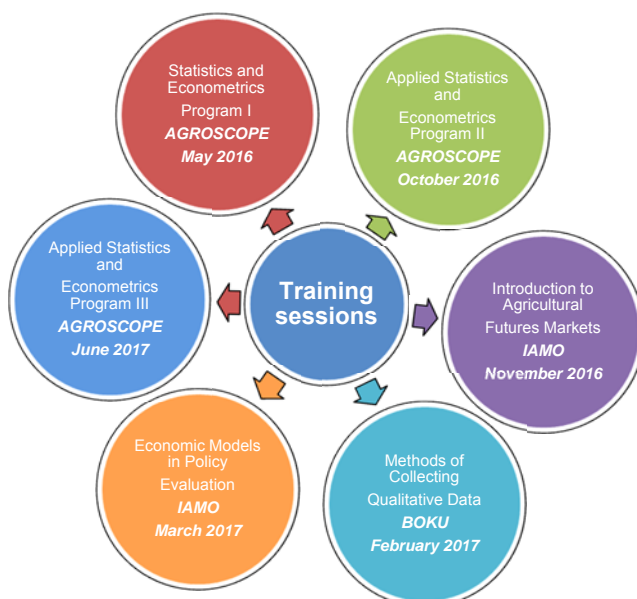 Statistics and
Econometrics
Program I
AGROSCOPE
May 2016
Applied Statistics
and
Econometrics
Program II
AGROSCOPE
October 2016
Applied Statistics
and
Econometrics
Program III
AGROSCOPE
June 2017
Training
sessions
Introduction to
Agricultural
Futures Markets
IAMO
November 2016
Economic Models
in Policy
Evaluation
IAMO
March 2017
Methods of
Collecting
Qualitative Data
BOKU
February 2017